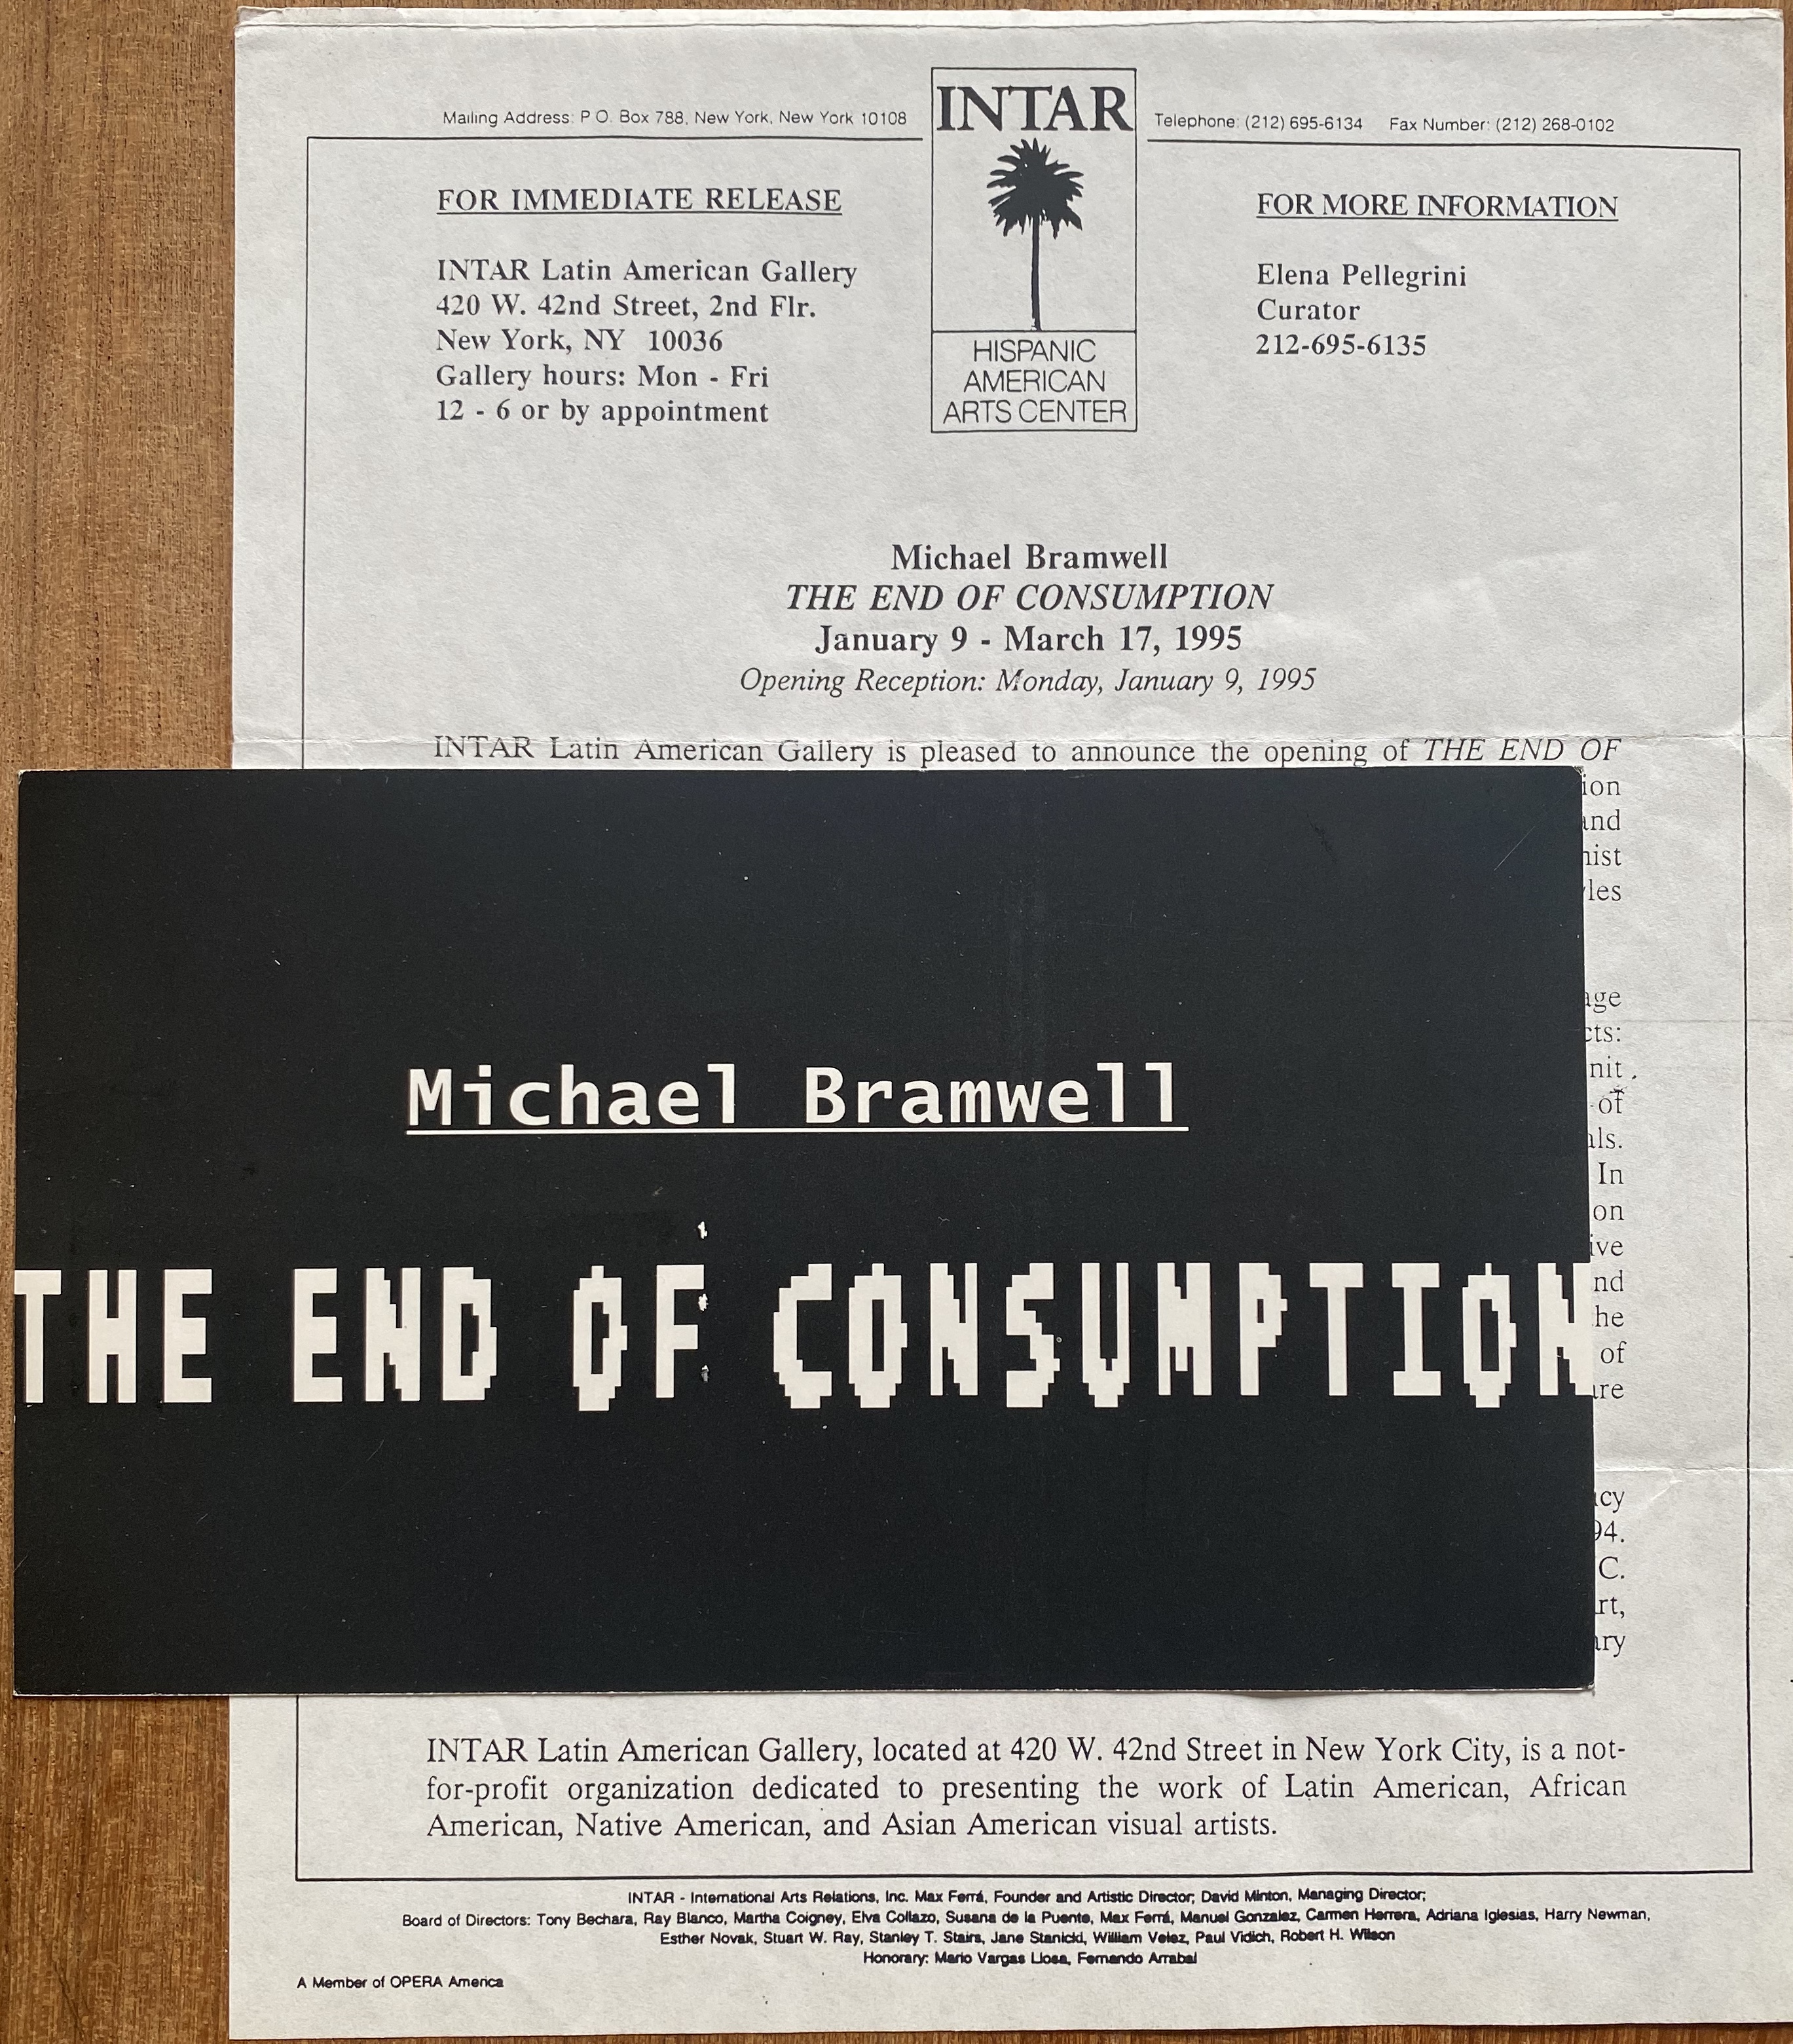 Mailing Address: P.O. Box 788, New York, New York 10108
INTAR
Telephone: (212) 695-6134 Fax Number: (212) 268-0102
FOR IMMEDIATE RELEASE
INTAR Latin American Gallery
420 W. 42nd Street, 2nd Flr.
New York, NY 10036
Gallery hours: Mon - Fri
12 - 6 or by appointment
HISPANIC
AMERICAN
ARTS CENTER
FOR MORE INFORMATION
Elena Pellegrini
Curator
212-695-6135
Michael Bramwell
THE END OF CONSUMPTION
January 9 - March 17, 1995
Opening Reception: Monday, January 9, 1995
INTAR Latin American Gallery is pleased to announce the opening of THE END OF
Michael Bramwell
THE END OF CONSUMPTION
of
In
on
of
C.
INTAR Latin American Gallery, located at 420 W. 42nd Street in New York City, is a not-
for-profit organization dedicated to presenting the work of Latin American, African
American, Native American, and Asian American visual artists.
INTAR - International Arts Relations, Inc. Max Ferrá, Founder and Artistic Director; David Minton, Managing Director;
Board of Directors: Tony Bechara, Ray Blanco, Martha Coigney, Elva Collazo, Susana de la Puente, Max Ferrá, Manuel Gonzalez, Carmen Herrera, Adriana Iglesias, Harry Newman,
Esther Novak, Stuart W. Ray, Stanley T. Stairs, Jane Stanicki, William Velez, Paul Vidich, Robert H. Wilson
Honorary: Mario Vargas Llosa, Fernando Arrabal
A Member of OPERA America